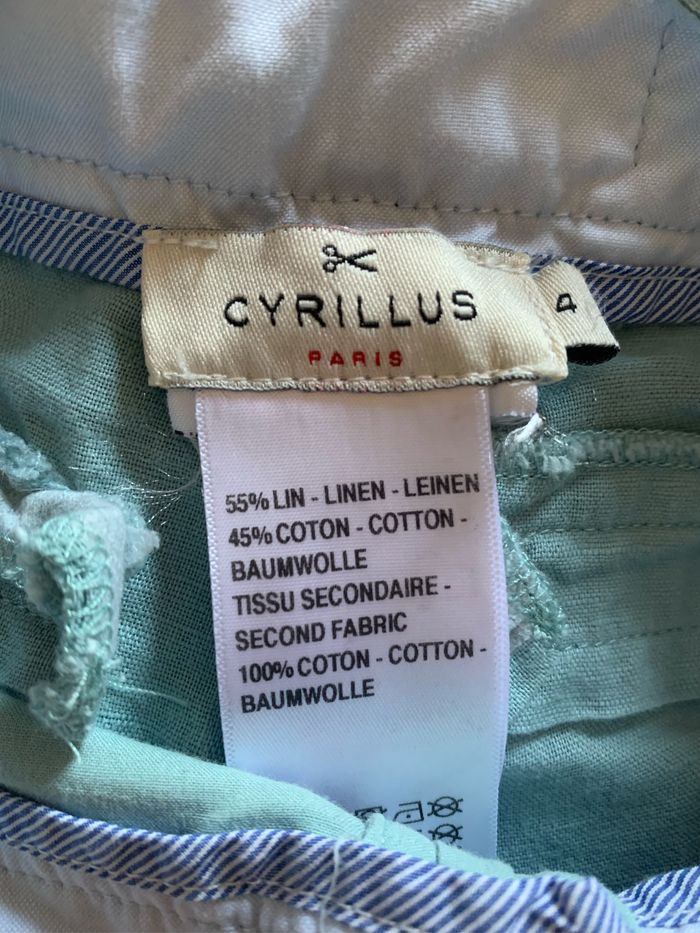 CYRILLUS
PARIS
4
55% LIN - LINEN - LEINEN
45% COTON - COTTON -
BAUMWOLLE
TISSU SECONDAIRE -
SECOND FABRIC
100% COTON - COTTON -
BAUMWOLLE